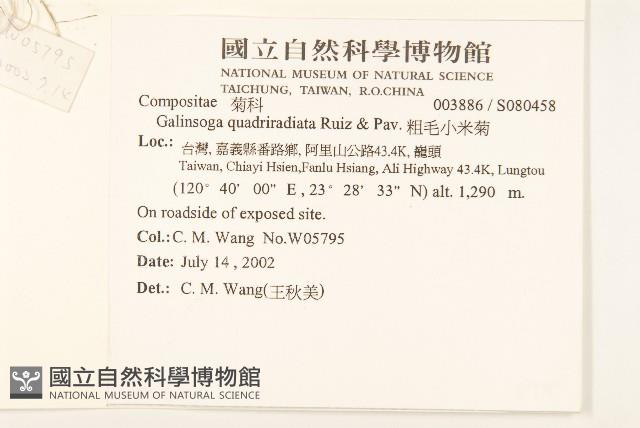 W05795
國立自然科學博物館
NATIONAL MUSEUM OF NATURAL SCIENCE
TAICHUNG, TAIWAN, R.O.CHINA
Compositae 菊科 003886 / S080458
Galinsoga quadriradiata Ruiz & Pav. 粗毛小米菊
Loc.: 台灣, 嘉義縣番路鄉, 阿里山公路43.4K, 龍頭
Taiwan, Chiayi Hsien,Fanlu Hsiang, Ali Highway 43.4K, Lungtou
(120° 40' 00" E , 23° 28' 33" N) alt. 1,290 m.
On roadside of exposed site.
Col.: C. M. Wang No.W05795
Date: July 14 , 2002
Det.: C. M. Wang(王秋美)
國立自然科學博物館
NATIONAL MUSEUM OF NATURAL SCIENCE